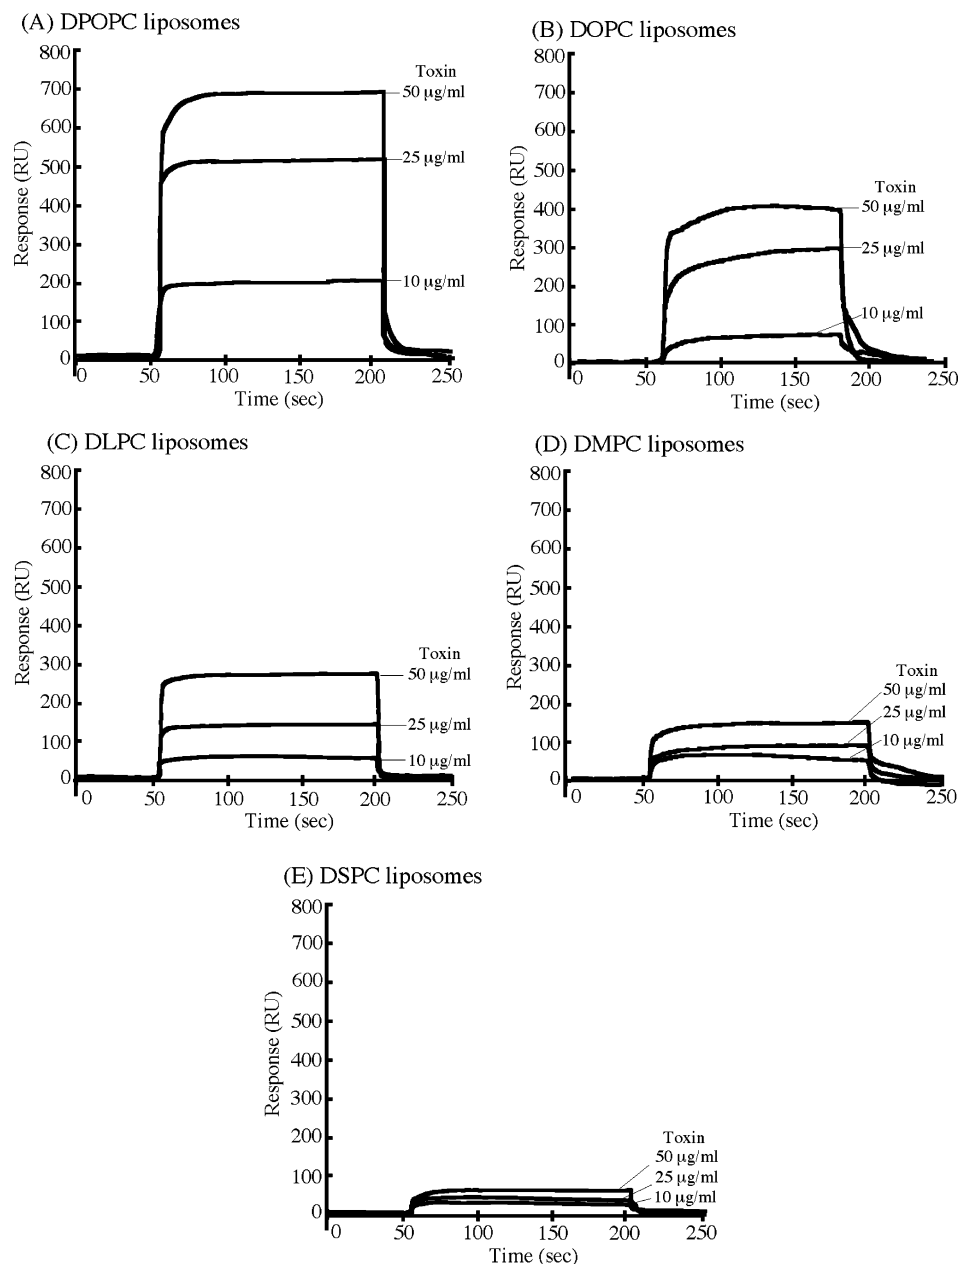 (A) DPOPC liposomes
800
700
600
500
400
300
200
100
0
Response (RU)
0 50 100 150 200 250
Time (sec)
Toxin
50 μg/ml
25 μg/ml
10 μg/ml
(B) DOPC liposomes
800
700
600
500
400
300
200
100
0
Response (RU)
0 50 100 150 200 250
Time (sec)
Toxin
50 μg/ml
25 μg/ml
10 μg/ml
(C) DLPC liposomes
800
700
600
500
400
300
200
100
0
Response (RU)
0 50 100 150 200 250
Time (sec)
Toxin
50 μg/ml
25 μg/ml
10 μg/ml
(D) DMPC liposomes
800
700
600
500
400
300
200
100
0
Response (RU)
0 50 100 150 200 250
Time (sec)
Toxin
50 μg/ml
25 μg/ml
10 μg/ml
(E) DSPC liposomes
800
700
600
500
400
300
200
100
0
Response (RU)
0 50 100 150 200 250
Time (sec)
Toxin
50 μg/ml
25 μg/ml
10 μg/ml